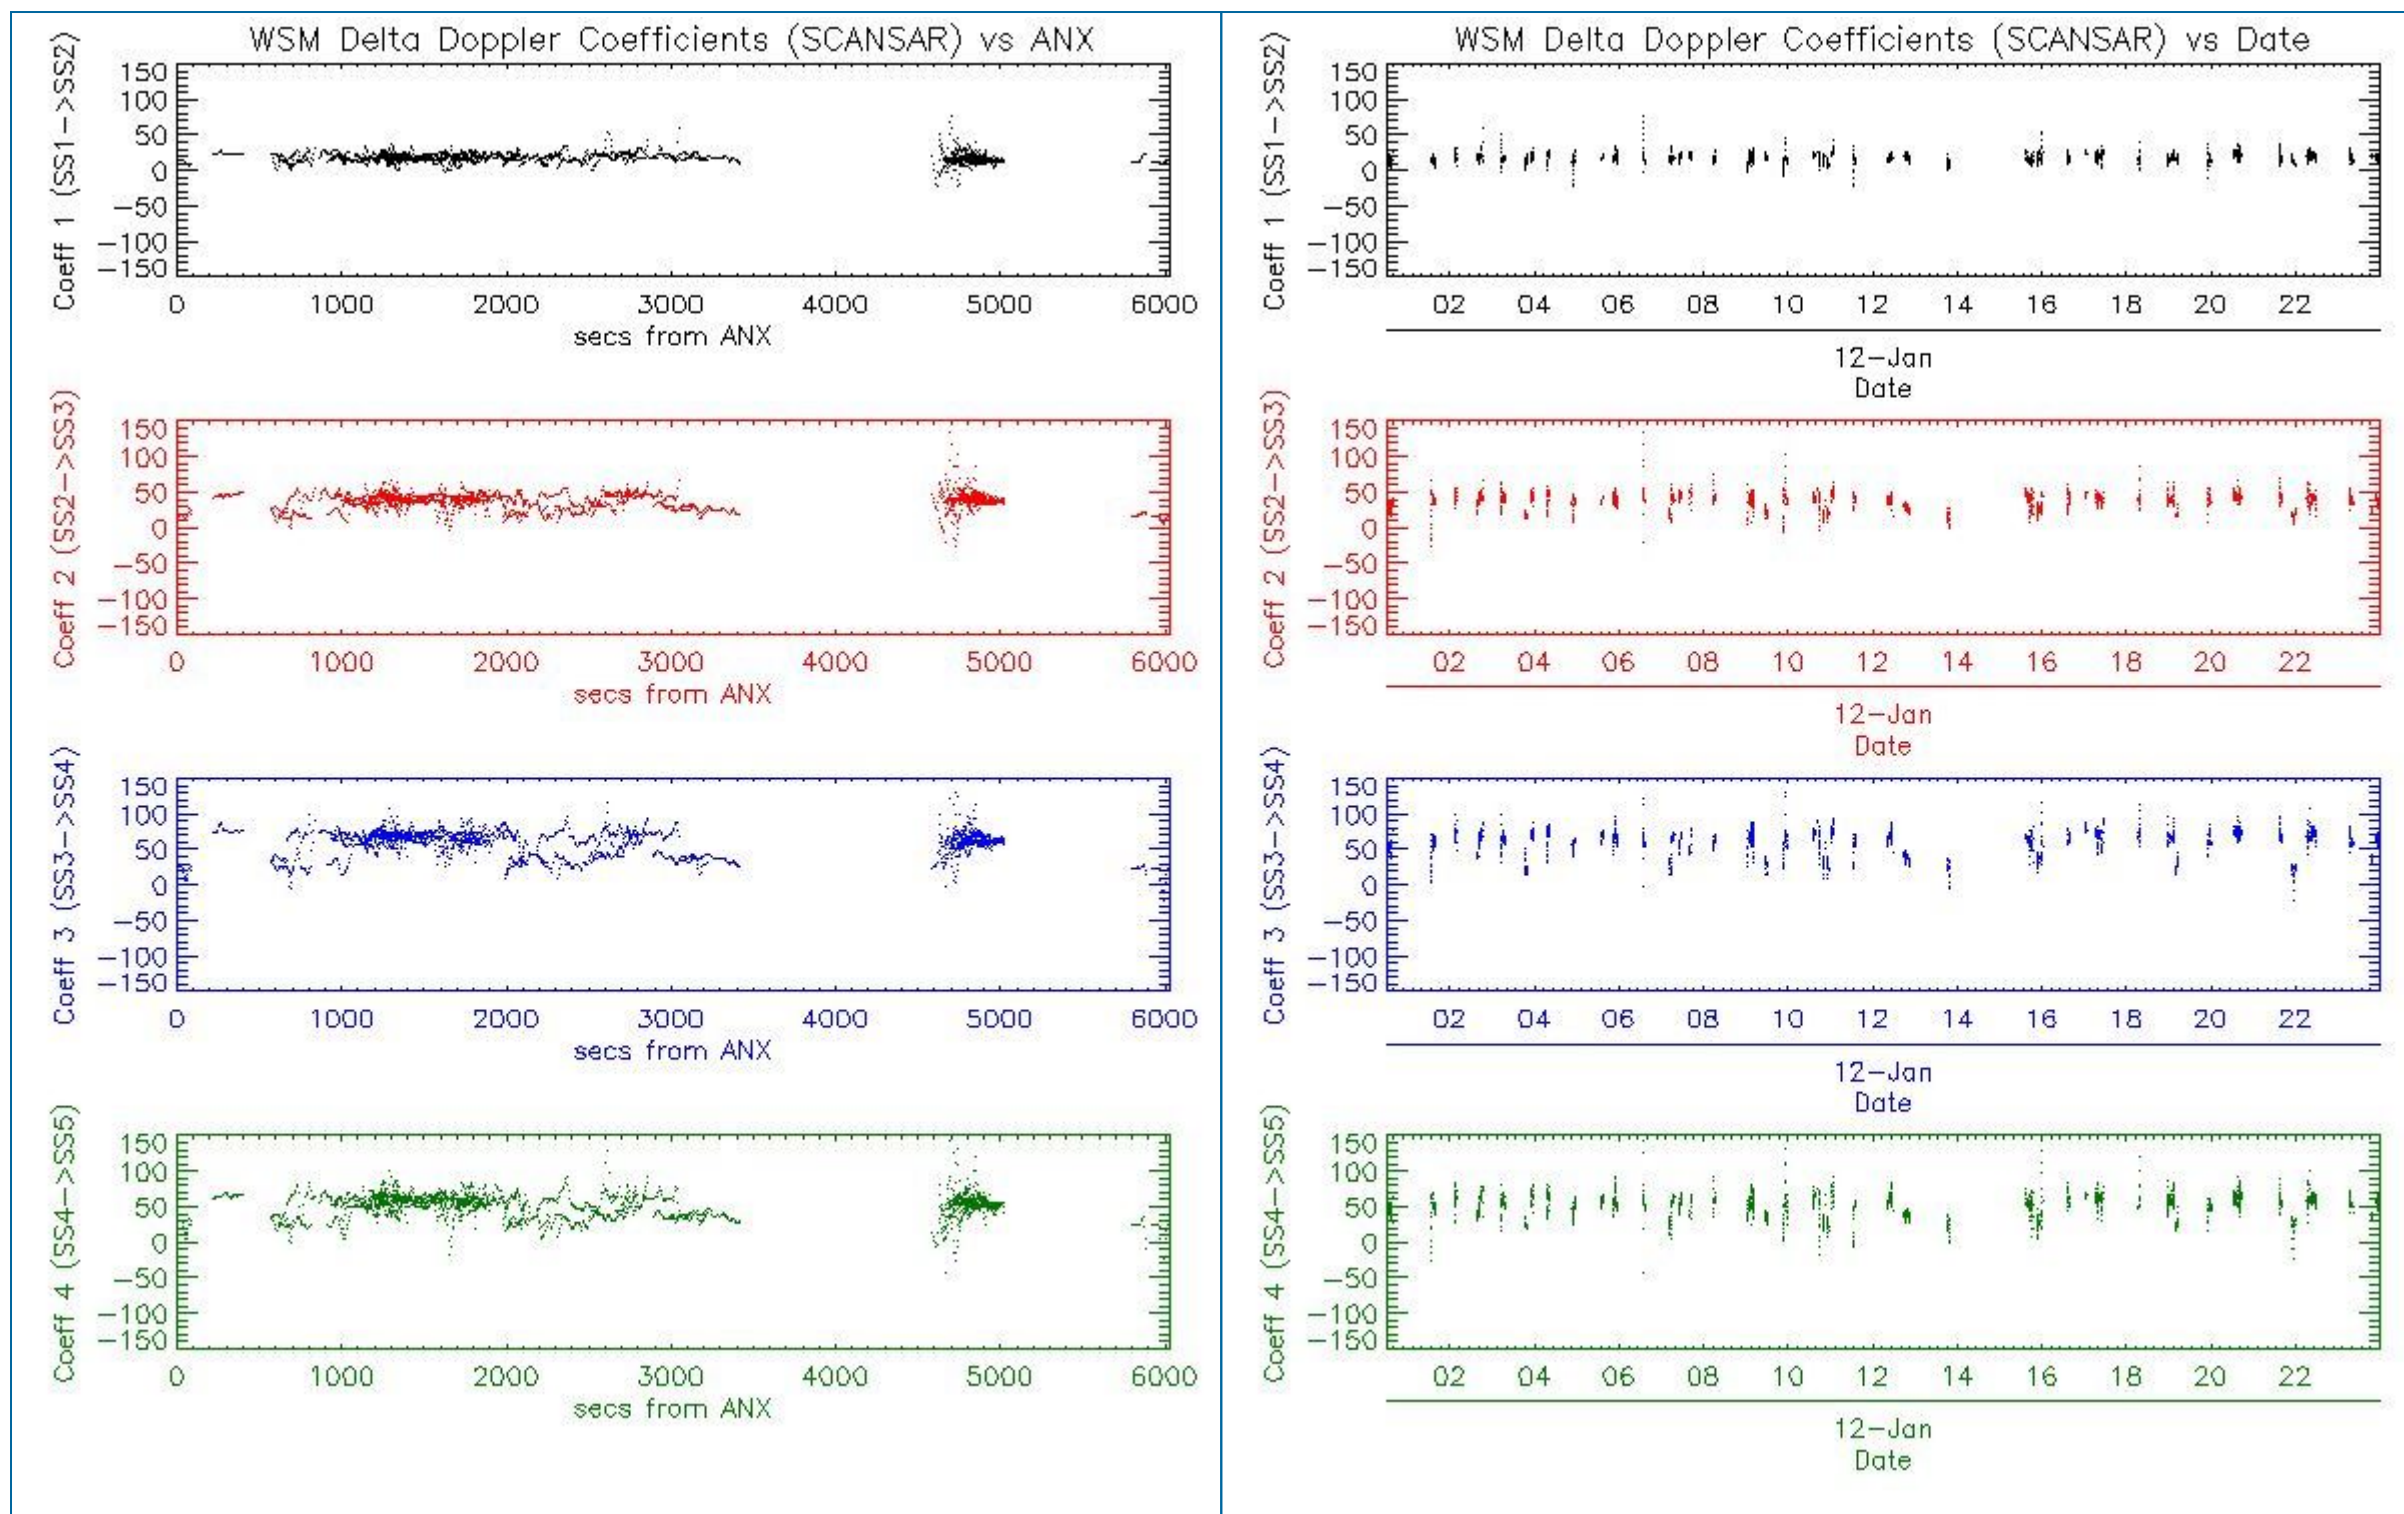 WSM Delta Doppler Coefficients (SCANSAR) vs ANX
Coeff 1 (SS1->SS2)
150
100
50
0
-50
-100
-150
0 1000 2000 3000 4000 5000 6000
secs from ANX
Coeff 2 (SS2->SS3)
150
100
50
0
-50
-100
-150
0 1000 2000 3000 4000 5000 6000
secs from ANX
Coeff 3 (SS3->SS4)
150
100
50
0
-50
-100
-150
0 1000 2000 3000 4000 5000 6000
secs from ANX
Coeff 4 (SS4->SS5)
150
100
50
0
-50
-100
-150
0 1000 2000 3000 4000 5000 6000
secs from ANX
WSM Delta Doppler Coefficients (SCANSAR) vs Date
Coeff 1 (SS1->SS2)
150
100
50
0
-50
-100
-150
02 04 06 08 10 12 14 16 18 20 22
12-Jan
Date
Coeff 2 (SS2->SS3)
150
100
50
0
-50
-100
-150
02 04 06 08 10 12 14 16 18 20 22
12-Jan
Date
Coeff 3 (SS3->SS4)
150
100
50
0
-50
-100
-150
02 04 06 08 10 12 14 16 18 20 22
12-Jan
Date
Coeff 4 (SS4->SS5)
150
100
50
0
-50
-100
-150
02 04 06 08 10 12 14 16 18 20 22
12-Jan
Date